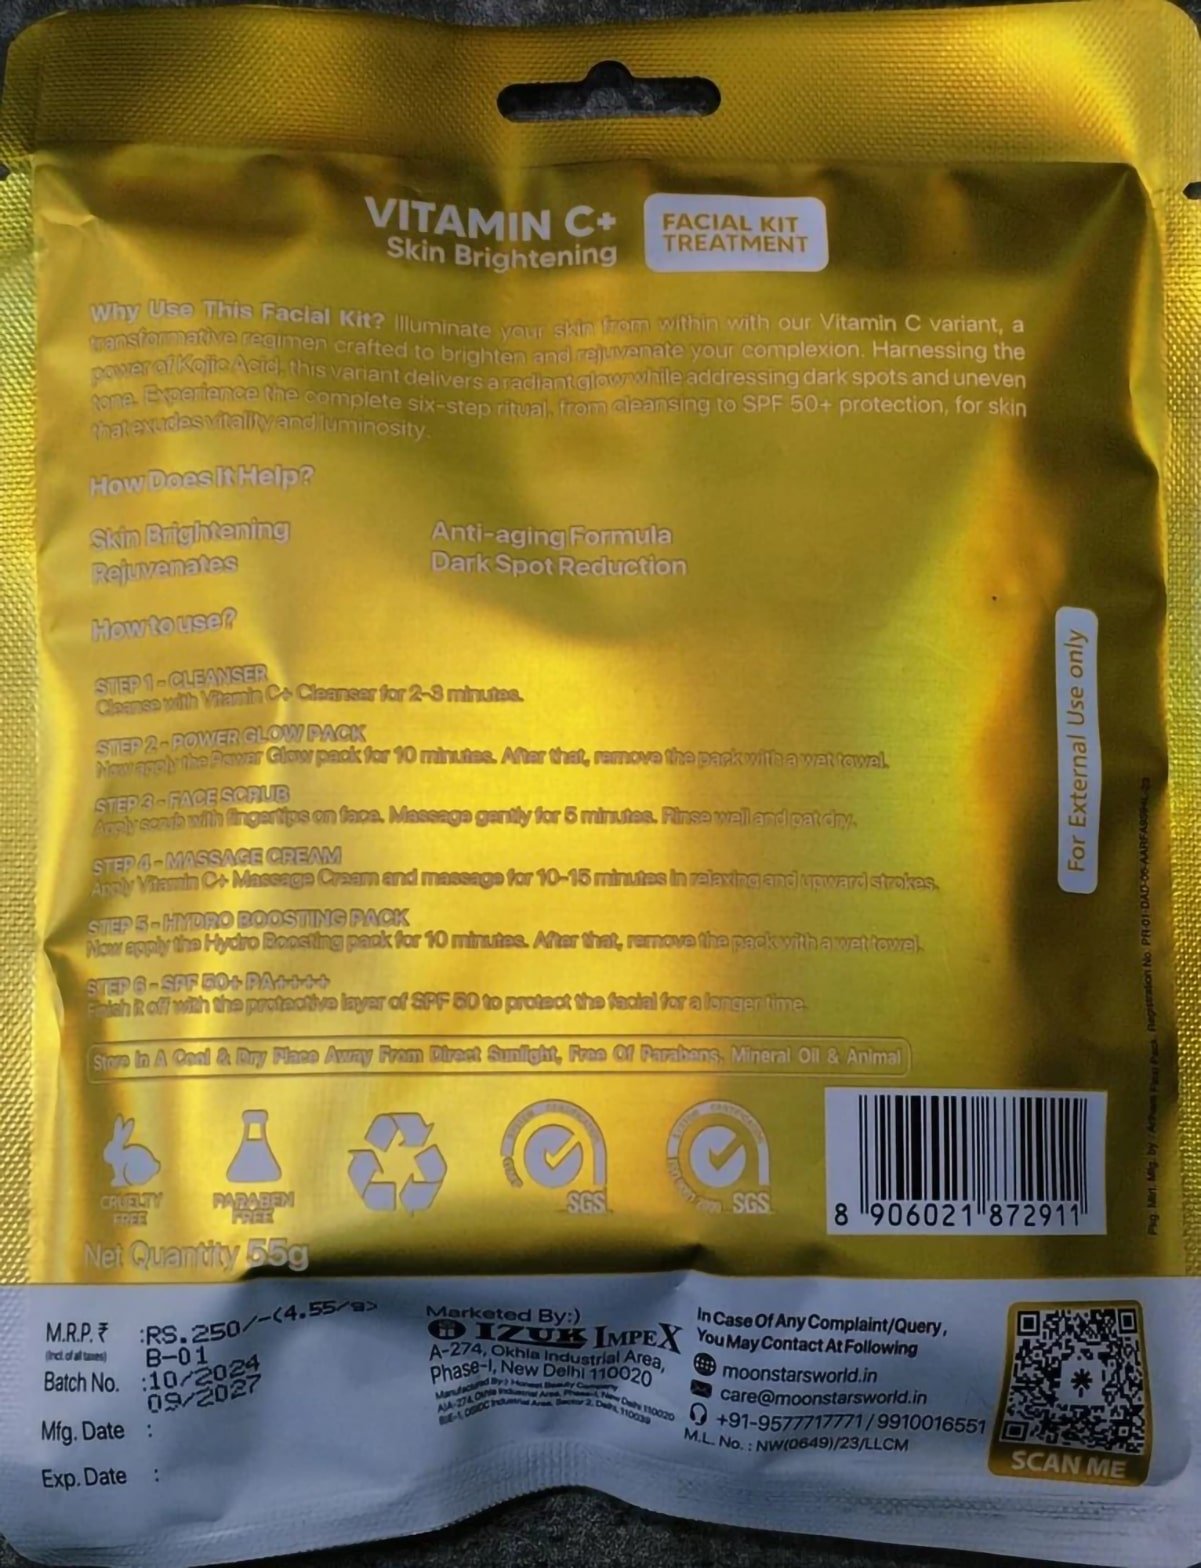 VITAMIN C+
Skin Brightening
FACIAL KIT
TREATMENT
Why Use This Facial Kit? Illuminate your skin from within with our Vitamin C variant, a
transformative regimen crafted to brighten and rejuvenate your complexion. Harnessing the
power of Kojic Acid, this variant delivers a radiant glow while addressing dark spots and uneven
tone. Experience the complete six-step ritual, from cleansing to SPF 50+ protection, for skin
that exudes vitality and luminosity.
How Does It Help?
Skin Brightening
Rejuvenates
Anti-aging Formula
Dark Spot Reduction
How to use?
STEP 1 - CLEANSER
Cleanse with Vitamin C+ Cleanser for 2-3 minutes.
STEP 2 - POWER GLOW PACK
Now apply the Power Glow pack for 10 minutes. After that, remove the pack with a wet towel.
STEP 3 - FACE SCRUB
Apply scrub with fingertips on face. Massage gently for 5 minutes. Rinse well and pat dry.
STEP 4 - MASSAGE CREAM
Apply Vitamin C+ Massage Cream and massage for 10-15 minutes in relaxing and upward strokes.
STEP 5 - HYDRO BOOSTING PACK
Now apply the Hydro Boosting pack for 10 minutes. After that, remove the pack with a wet towel.
STEP 6 - SPF 50+ PA++++
Finish it off with the protective layer of SPF 50 to protect the facial for a longer time.
Store In A Cool & Dry Place Away From Direct Sunlight, Free Of Parabens, Mineral Oil & Animal
For External Use only
CRUELTY
FREE
PARABEN
FREE
SGS
SGS
8 906021 872911
Net Quantity 55g
M.R.P. ₹ :RS.250/-(4.55/g)
(Incl. of all taxes)
B-01
Batch No. :10/2024
09/2027
Mfg. Date :
Exp. Date :
Marketed By:)
IZUK IMPEX
A-274, Okhla Industrial Area,
Phase-I, New Delhi 110020
In Case Of Any Complaint/Query,
You May Contact At Following
moonstarsworld.in
care@moonstarsworld.in
+91-9577717771 / 9910016551
M.L. No.: NW(0649)/23/LLCM
SCAN ME